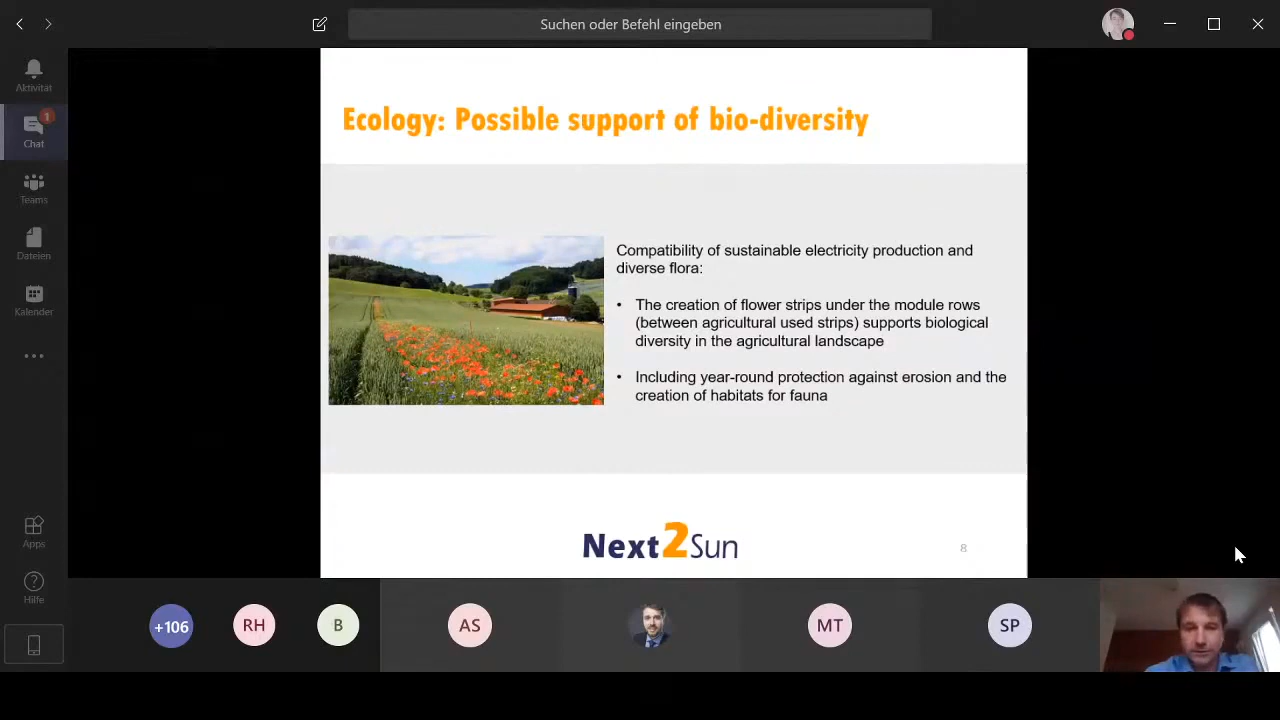 Suchen oder Befehl eingeben
Aktivität
1
Chat
Teams
Dateien
Kalender
Apps
Hilfe
Ecology: Possible support of bio-diversity
Compatibility of sustainable electricity production and
diverse flora:
• The creation of flower strips under the module rows
(between agricultural used strips) supports biological
diversity in the agricultural landscape
• Including year-round protection against erosion and the
creation of habitats for fauna
Next2Sun
8
+106
RH
B
AS
MT
SP